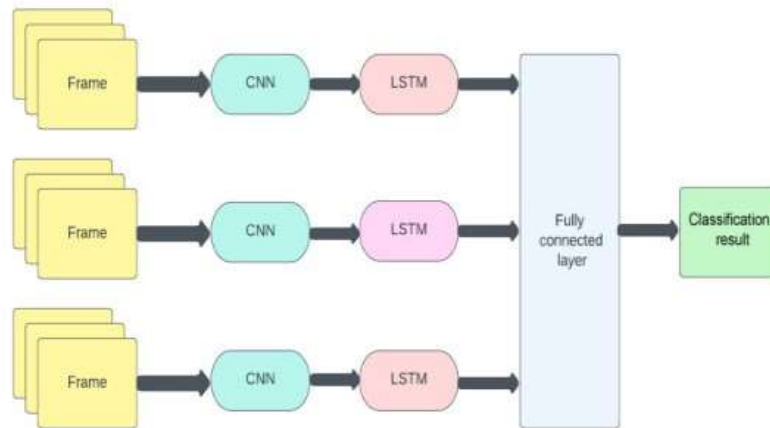 Frame
CNN
LSTM
Frame
CNN
LSTM
Fully
connected
layer
Classification
result
Frame
CNN
LSTM